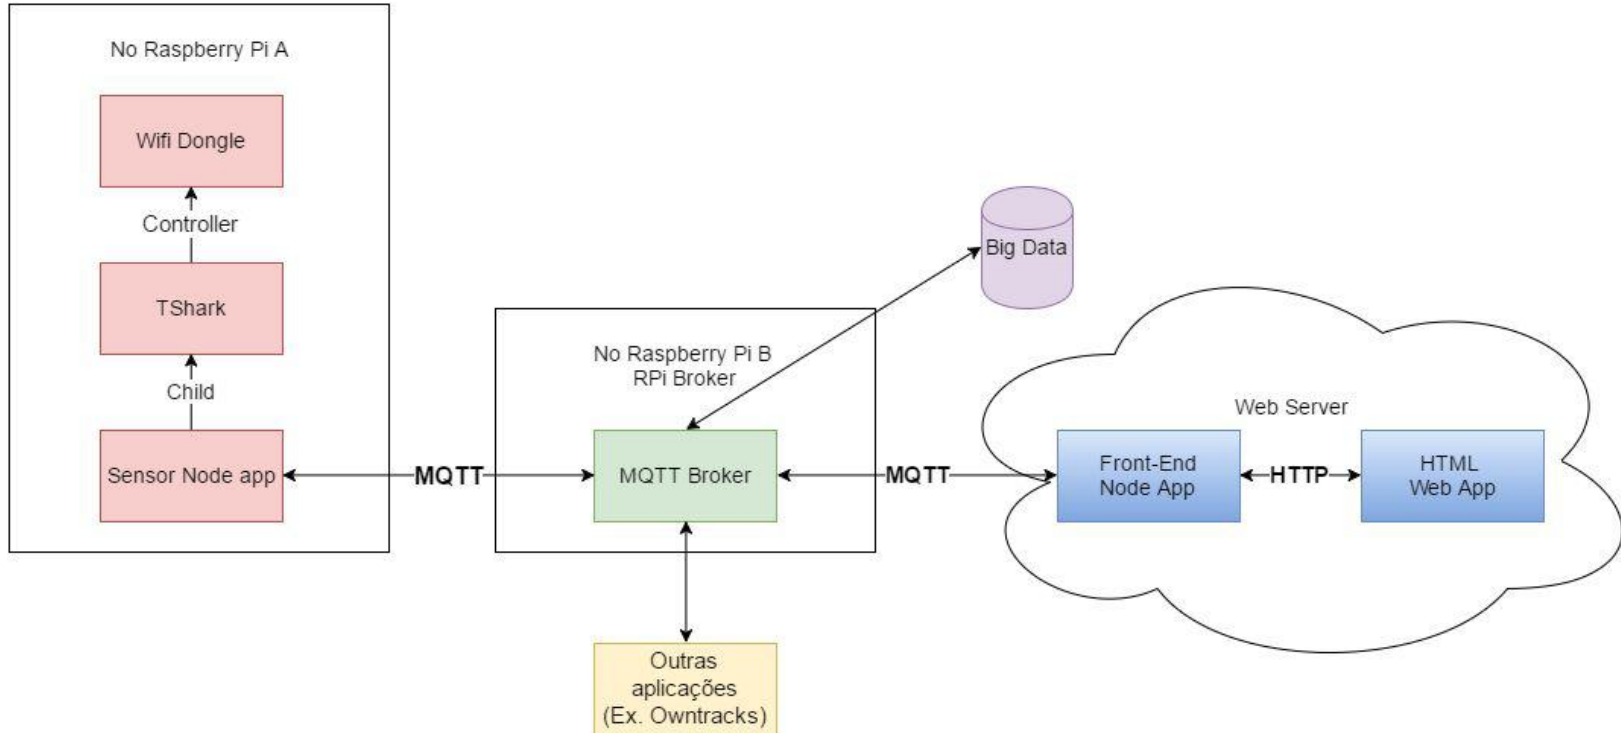 No Raspberry Pi A
Wifi Dongle
Controller
TShark
Child
Sensor Node app
MQTT
No Raspberry Pi B
RPi Broker
MQTT Broker
Big Data
MQTT
Web Server
Front-End
Node App
HTTP
HTML
Web App
Outras
aplicações
(Ex. Owntracks)